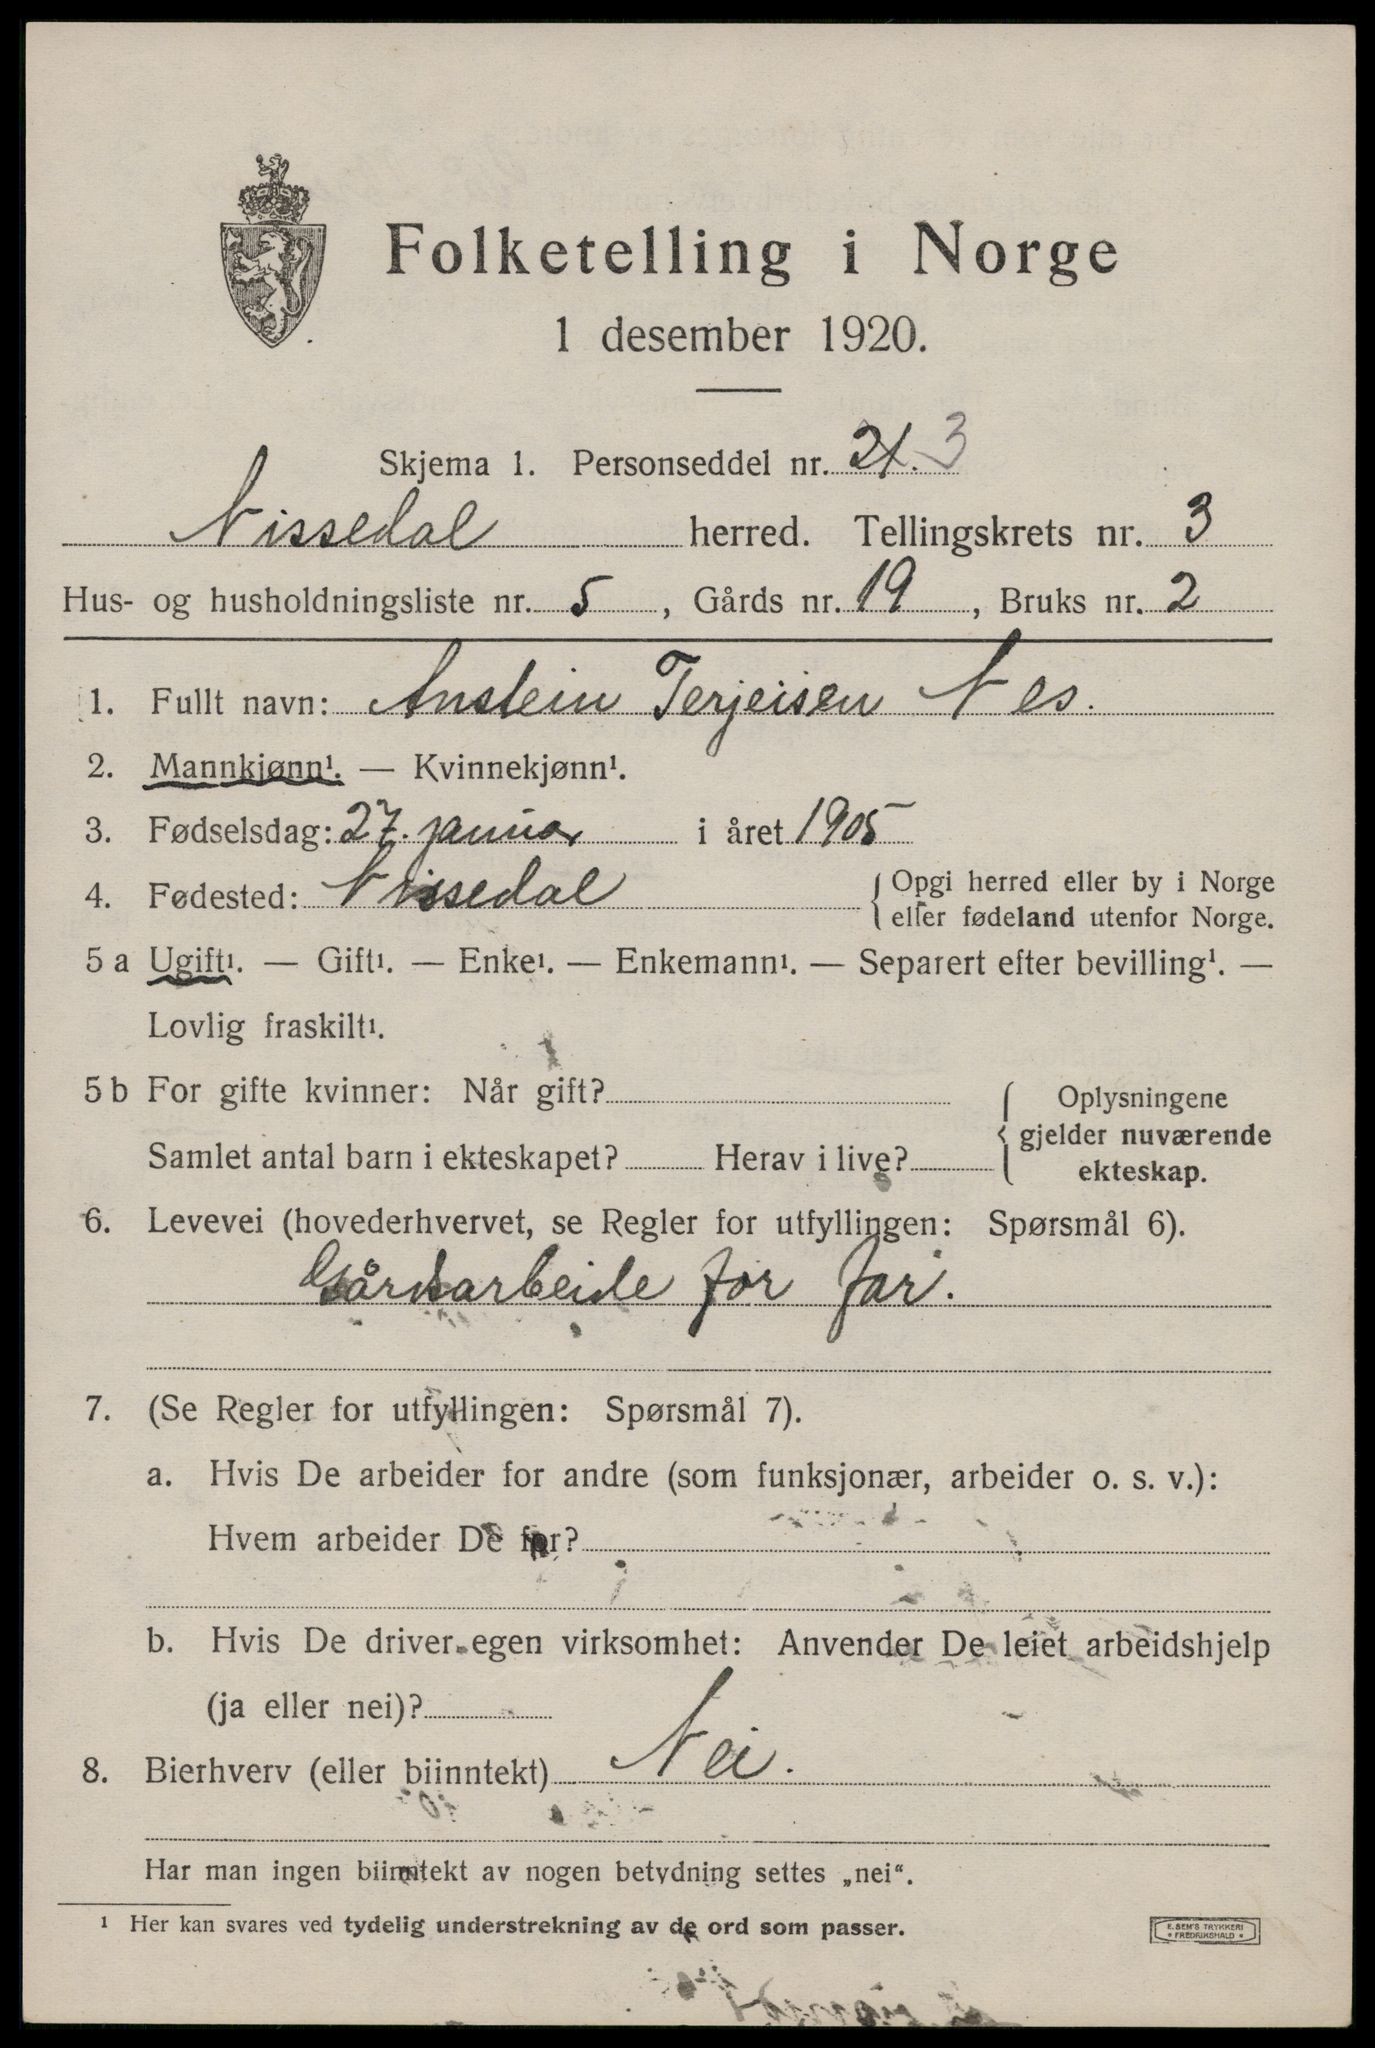 Folketelling i Norge
1 desember 1920.
Skjema 1. Personseddel nr. 21. 3
Nissedal herred. Tellingskrets nr. 3
Hus- og husholdningsliste nr. 5, Gårds nr. 19, Bruks nr. 2
1. Fullt navn: Anstein Terjeisen Nes.
2. Mannkjønn¹. — Kvinnekjønn¹.
3. Fødselsdag: 27. januar i året 1905
4. Fødested: Nissedal { Opgi herred eller by i Norge
eller fødeland utenfor Norge.
5 a Ugift¹. — Gift¹. — Enke¹. — Enkemann¹. — Separert efter bevilling¹. —
Lovlig fraskilt¹.
5 b For gifte kvinner: Når gift? { Oplysningene
gjelder nuværende
Samlet antal barn i ekteskapet? Herav i live? ekteskap.
6. Levevei (hovederhvervet, se Regler for utfyllingen: Spørsmål 6).
Gårdsarbeide for far.
7. (Se Regler for utfyllingen: Spørsmål 7).
a. Hvis De arbeider for andre (som funksjonær, arbeider o. s. v.):
Hvem arbeider De for?
b. Hvis De driver egen virksomhet: Anvender De leiet arbeidshjelp
(ja eller nei)?
8. Bierhverv (eller biinntekt) Nei.
Har man ingen biinntekt av nogen betydning settes „nei“.
¹ Her kan svares ved tydelig understrekning av de ord som passer.
E. SEM'S TRYKKERI
* FREDRIKSHALD *